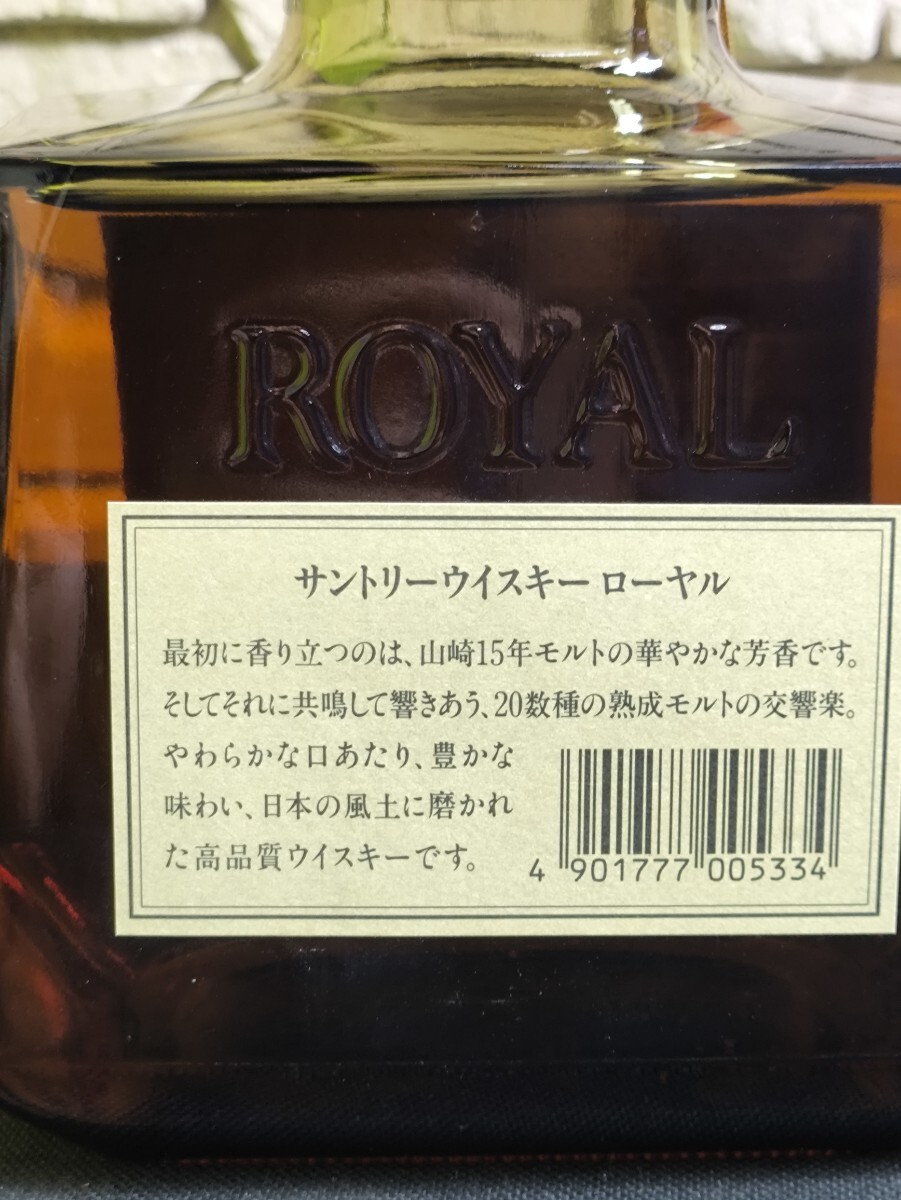 ROYAL
サントリーウイスキー ローヤル
最初に香り立つのは、山崎15年モルトの華やかな芳香です。
そしてそれに共鳴して響きあう、20数種の熟成モルトの交響楽。
やわらかな口あたり、豊かな
味わい、日本の風土に磨かれ
た高品質ウイスキーです。
4 901777 005334